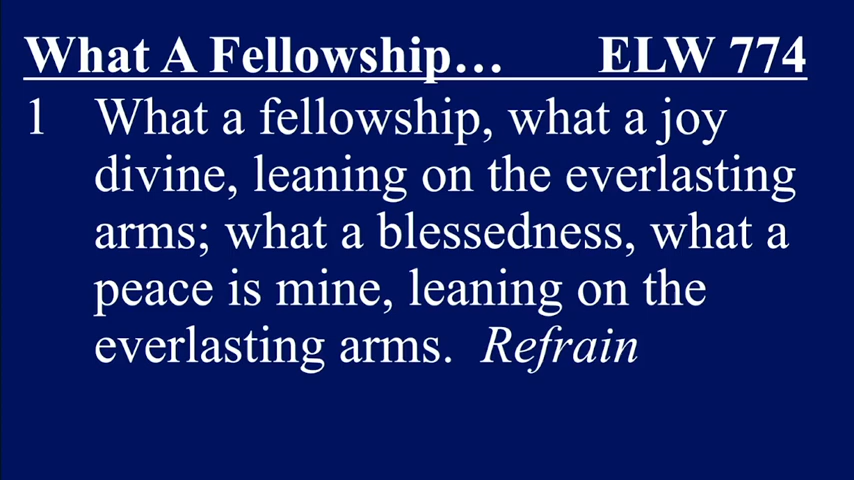 What A Fellowship… ELW 774
1 What a fellowship, what a joy
divine, leaning on the everlasting
arms; what a blessedness, what a
peace is mine, leaning on the
everlasting arms. Refrain